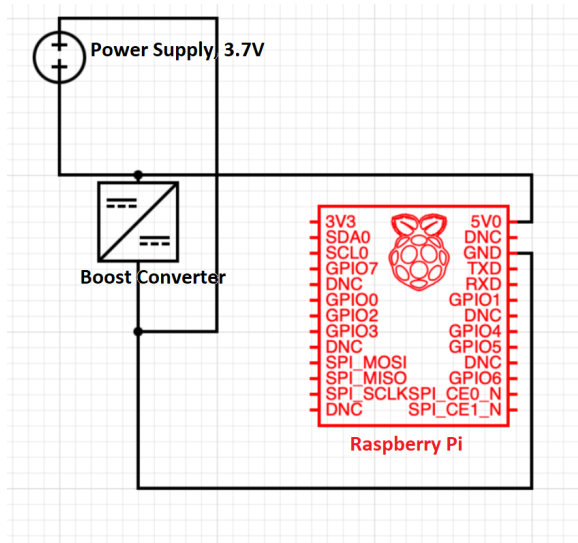 Power Supply, 3.7V
Boost Converter
3V3 5V0
SDA0 DNC
SCL0 GND
GPIO7 TXD
DNC RXD
GPIO0 GPIO1
GPIO2 DNC
GPIO3 GPIO4
DNC GPIO5
SPI_MOSI DNC
SPI_MISO GPIO6
SPI_SCLK SPI_CE0_N
DNC SPI_CE1_N
Raspberry Pi